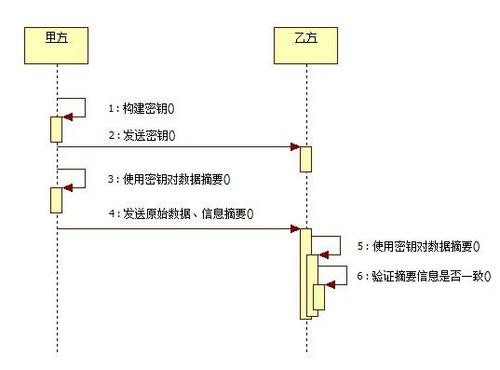 甲方
乙方
1：构建密钥()
2：发送密钥()
3：使用密钥对数据摘要()
4：发送原始数据、信息摘要()
5：使用密钥对数据摘要()
6：验证摘要信息是否一致()